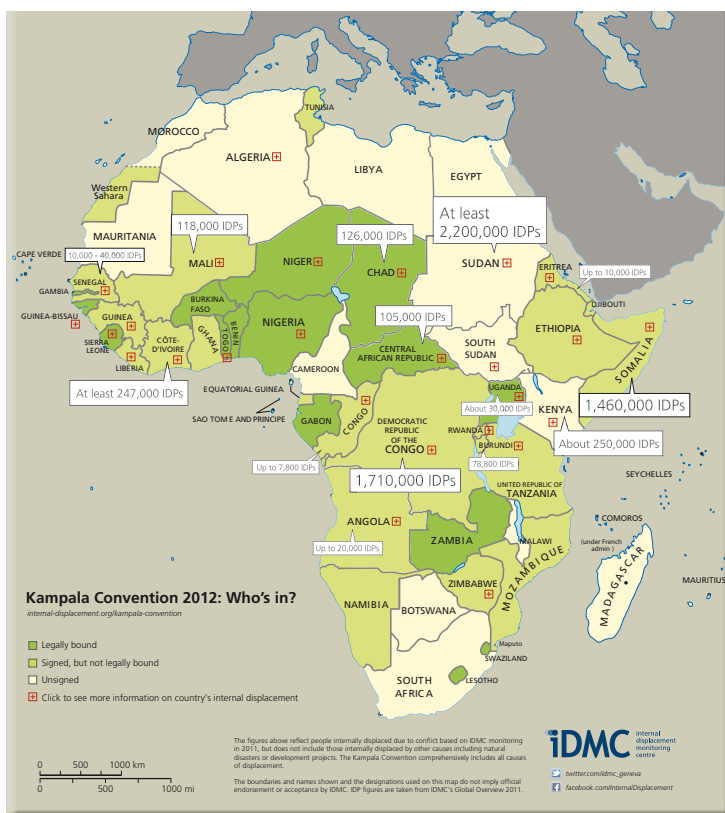 TUNISIA
MOROCCO
ALGERIA
LIBYA
EGYPT
Western
Sahara
MAURITANIA
118,000 IDPs
126,000 IDPs
At least
2,200,000 IDPs
CAPE VERDE
10,000 - 40,000 IDPs
MALI
NIGER
CHAD
SUDAN
ERITREA
Up to 10,000 IDPs
SENEGAL
GAMBIA
BURKINA
FASO
DJIBOUTI
GUINEA-BISSAU
GUINEA
NIGERIA
105,000 IDPs
ETHIOPIA
SIERRA
LEONE
CÔTE-
D'IVOIRE
GHANA
TOGO
BENIN
CENTRAL
AFRICAN REPUBLIC
SOUTH
SUDAN
SOMALIA
LIBERIA
CAMEROON
At least 247,000 IDPs
EQUATORIAL GUINEA
UGANDA
1,460,000 IDPs
SAO TOM E AND PRINCIPE
GABON
CONGO
DEMOCRATIC
REPUBLIC
OF THE
CONGO
About 30,000 IDPs
KENYA
RWANDA
BURUNDI
About 250,000 IDPs
Up to 7,800 IDPs
78,800 IDPs
1,710,000 IDPs
SEYCHELLES
UNITED REPUBLIC OF
TANZANIA
ANGOLA
COMOROS
Up to 20,000 IDPs
ZAMBIA
MALAWI
(under French
admin )
MOZAMBIQUE
MADAGASCAR
MAURITIUS
ZIMBABWE
NAMIBIA
BOTSWANA
Maputo
SWAZILAND
SOUTH
AFRICA
LESOTHO
Kampala Convention 2012: Who's in?
internal-displacement.org/kampala-convention
Legally bound
Signed, but not legally bound
Unsigned
Click to see more information on country's internal displacement
0 500 1000 km
0 500 1000 mi
The figures above reflect people internally displaced due to conflict based on IDMC monitoring
in 2011, but does not include those internally displaced by other causes including natural
disasters or development projects. The Kampala Convention comprehensively includes all causes
of displacement.
The boundaries and names shown and the designations used on this map do not imply official
endorsement or acceptance by IDMC. IDP figures are taken from IDMC's Global Overview 2011.
iDMC
internal
displacement
monitoring
centre
twitter.com/idmc_geneva
facebook.com/InternalDisplacement